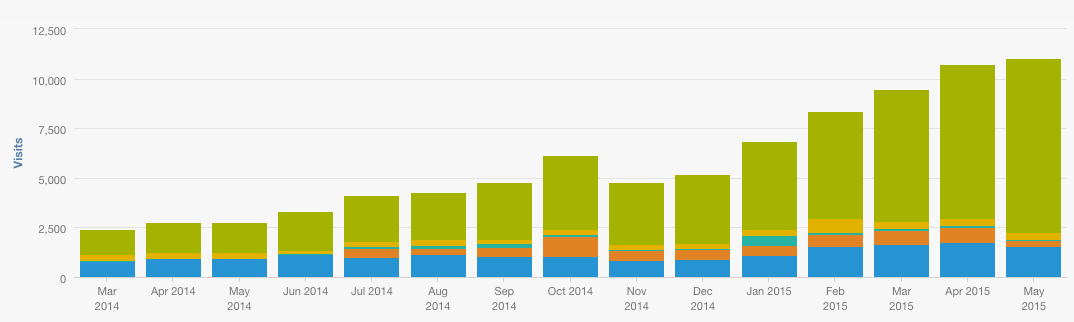 12,500
10,000
7,500
5,000
2,500
0
Visits
Mar
2014
Apr 2014
May
2014
Jun 2014
Jul 2014
Aug
2014
Sep
2014
Oct 2014
Nov
2014
Dec
2014
Jan 2015
Feb
2015
Mar
2015
Apr 2015
May
2015